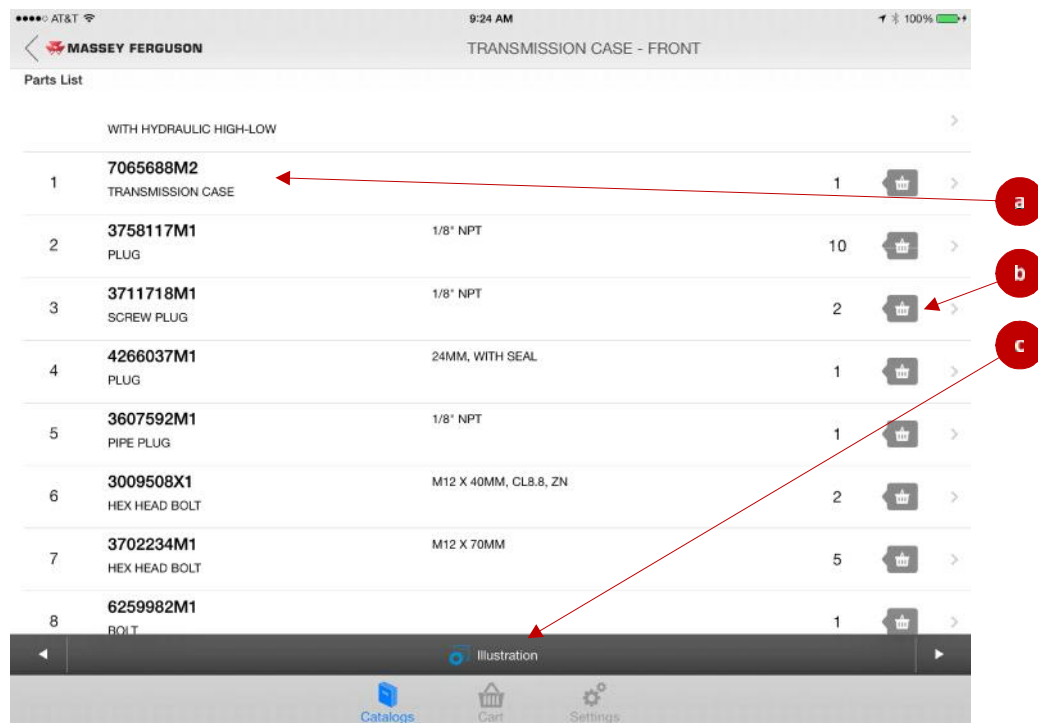 AT&T 9:24 AM 100%
MASSEY FERGUSON TRANSMISSION CASE - FRONT
Parts List
WITH HYDRAULIC HIGH-LOW
1 7065688M2 1
TRANSMISSION CASE
a
2 3758117M1 1/8" NPT 10
PLUG
b
3 3711718M1 1/8" NPT 2
SCREW PLUG
c
4 4266037M1 24MM, WITH SEAL 1
PLUG
5 3607592M1 1/8" NPT 1
PIPE PLUG
6 3009508X1 M12 X 40MM, CL8.8, ZN 2
HEX HEAD BOLT
7 3702234M1 M12 X 70MM 5
HEX HEAD BOLT
8 6259982M1 1
BOLT
Illustration
Catalogs Cart Settings